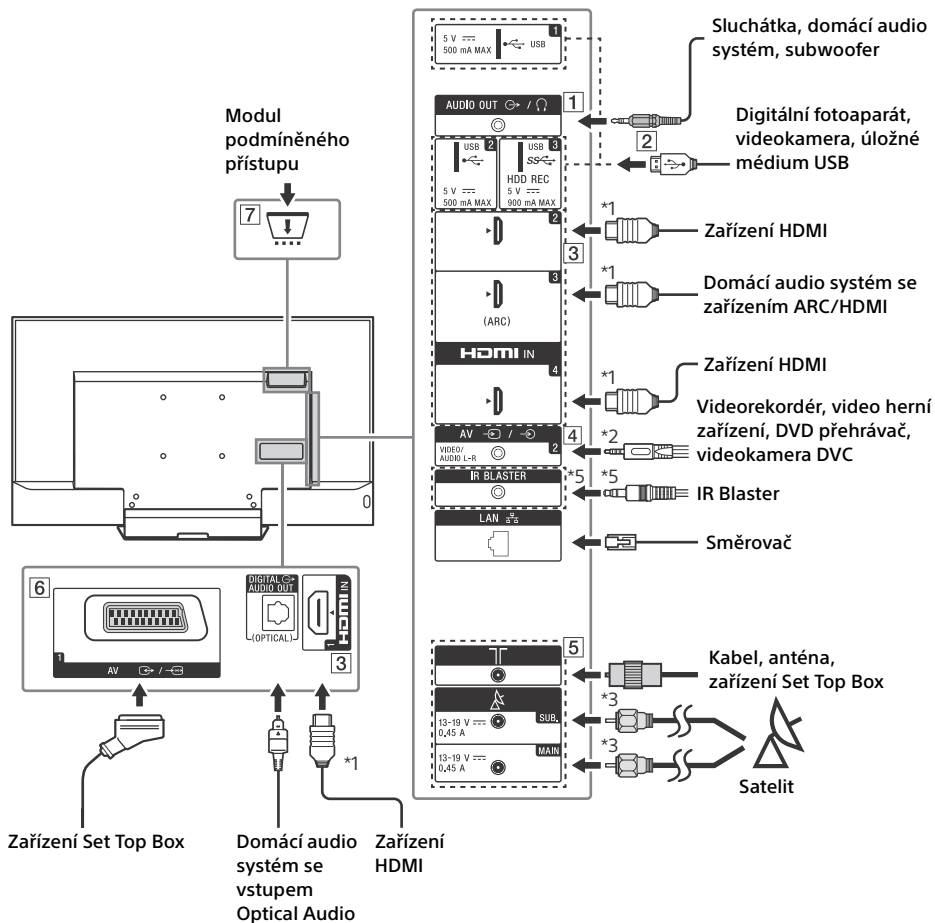 1
5 V
500 mA MAX
USB
Sluchátka, domácí audio
systém, subwoofer
AUDIO OUT
/
1
Modul
podmíněného
přístupu
2
Digitální fotoaparát,
videokamera, úložné
médium USB
USB 2
5 V
500 mA MAX
USB 3
SS
HDD REC
5 V
900 mA MAX
7
2
*1
Zařízení HDMI
3
3
(ARC)
*1
Domácí audio systém se
zařízením ARC/HDMI
HDMI IN
4
*1
Zařízení HDMI
AV
/
4
VIDEO/
AUDIO L-R
2
*2
Videorekordér, video herní
zařízení, DVD přehrávač,
videokamera DVC
IR BLASTER
*5
*5
IR Blaster
LAN
Směrovač
6
1
AV
/
DIGITAL
AUDIO OUT
(OPTICAL)
HDMI IN
1
3
5
Kabel, anténa,
zařízení Set Top Box
13-19 V
0.45 A
SUB.
*3
13-19 V
0.45 A
MAIN
*3
Satelit
*1
Zařízení Set Top Box
Domácí audio
systém se
vstupem
Optical Audio
Zařízení
HDMI